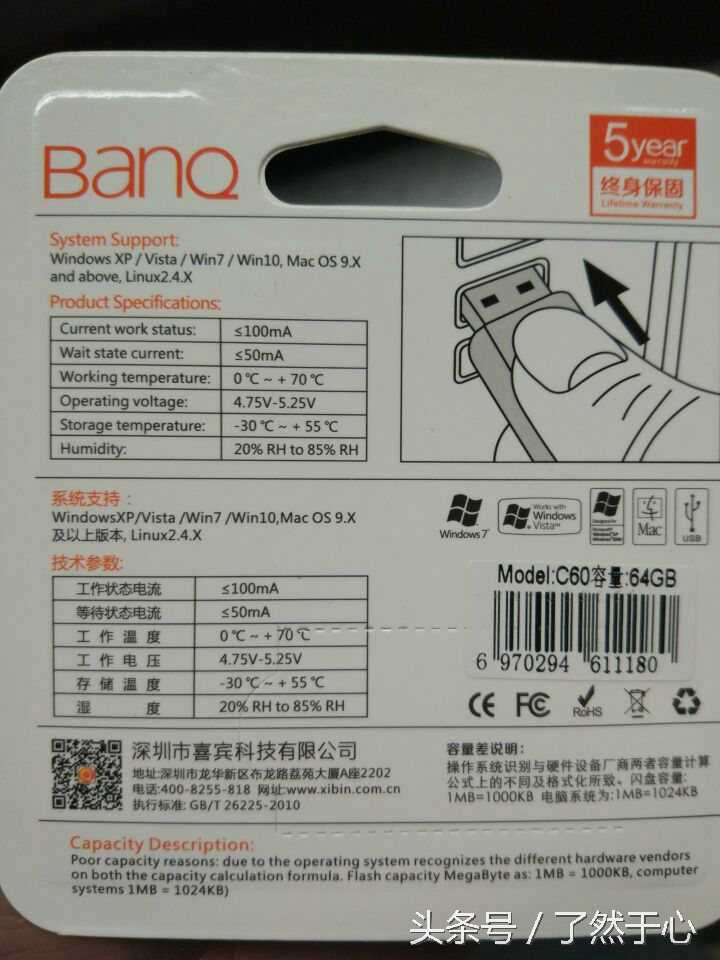 BanQ
5year
warranty
终身保固
Lifetime Warranty
System Support:
Windows XP / Vista / Win7 / Win10, Mac OS 9.X
and above, Linux2.4.X
Product Specifications:
Current work status: ≤100mA
Wait state current: ≤50mA
Working temperature: 0℃ ~ + 70℃
Operating voltage: 4.75V-5.25V
Storage temperature: -30℃ ~ + 55℃
Humidity: 20% RH to 85% RH
系统支持：
WindowsXP/Vista /Win7 /Win10,Mac OS 9.X
及以上版本, Linux2.4.X
Windows 7
Works with
Windows
Vista™
Designed for
Mac
USB
技术参数:
工作状态电流 ≤100mA
等待状态电流 ≤50mA
工作温度 0℃ ~ + 70℃
工作电压 4.75V-5.25V
存储温度 -30℃ ~ + 55℃
湿度 20% RH to 85% RH
Model:C60容量:64GB
6 970294 611180
CE FC RoHS
深圳市喜宾科技有限公司
地址:深圳市龙华新区布龙路荔苑大厦A座2202
电话:400-8255-818 网址:www.xibin.com.cn
执行标准: GB/T 26225-2010
容量差说明:
操作系统识别与硬件设备厂商两者容量计算
公式上的不同及格式化所致。闪盘容量:
1MB=1000KB 电脑系统为:1MB=1024KB
Capacity Description:
Poor capacity reasons: due to the operating system recognizes the different hardware vendors
on both the capacity calculation formula. Flash capacity MegaByte as: 1MB = 1000KB, computer
systems 1MB = 1024KB)
头条号 / 了然于心